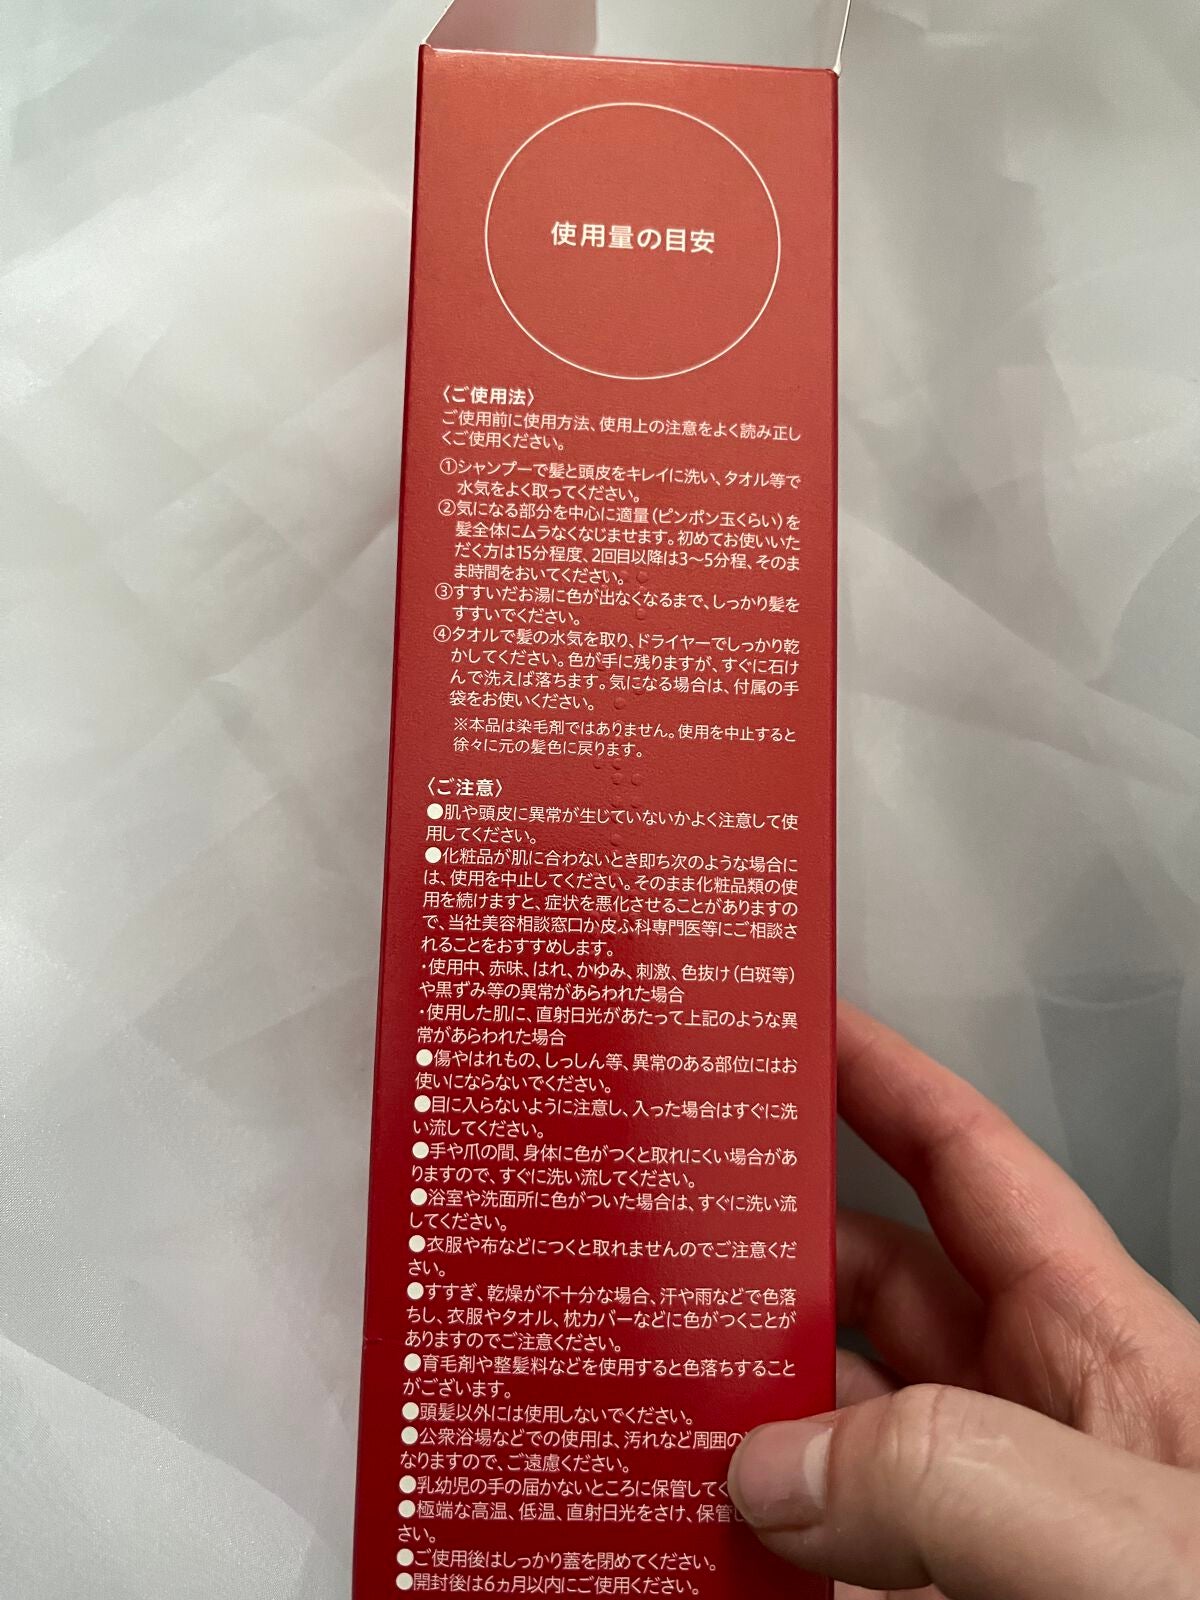 使用量の目安
〈ご使用法〉
ご使用前に使用方法、使用上の注意をよく読み正し
くご使用ください。
①シャンプーで髪と頭皮をキレイに洗い、タオル等で
水気をよく取ってください。
②気になる部分を中心に適量(ピンポン玉くらい)を
髪全体にムラなくなじませます。初めてお使いいた
だく方は15分程度、2回目以降は3〜5分程、そのま
ま時間をおいてください。
③すすいだお湯に色が出なくなるまで、しっかり髪を
すすいでください。
④タオルで髪の水気を取り、ドライヤーでしっかり乾
かしてください。色が手に残りますが、すぐに石け
んで洗えば落ちます。気になる場合は、付属の手
袋をお使いください。
※本品は染毛剤ではありません。使用を中止すると
徐々に元の髪色に戻ります。
〈ご注意〉
●肌や頭皮に異常が生じていないかよく注意して使
用してください。
●化粧品が肌に合わないとき即ち次のような場合に
は、使用を中止してください。そのまま化粧品類の使
用を続けますと、症状を悪化させることがありますの
で、当社美容相談窓口か皮ふ科専門医等にご相談さ
れることをおすすめします。
・使用中、赤味、はれ、かゆみ、刺激、色抜け(白斑等)
や黒ずみ等の異常があらわれた場合
・使用した肌に、直射日光があたって上記のような異
常があらわれた場合
●傷やはれもの、しっしん等、異常のある部位にはお
使いにならないでください。
●目に入らないように注意し、入った場合はすぐに洗
い流してください。
●手や爪の間、身体に色がつくと取れにくい場合があ
りますので、すぐに洗い流してください。
●浴室や洗面所に色がついた場合は、すぐに洗い流
してください。
●衣服や布などにつくと取れませんのでご注意くだ
さい。
●すすぎ、乾燥が不十分な場合、汗や雨などで色落
ちし、衣服やタオル、枕カバーなどに色がつくことが
ありますのでご注意ください。
●育毛剤や整髪料などを使用すると色落ちすること
がございます。
●頭髪以外には使用しないでください。
●公衆浴場などでの使用は、汚れなど周囲の
なりますので、ご遠慮ください。
●乳幼児の手の届かないところに保管してく
●極端な高温、低温、直射日光をさけ、保管
さい。
●ご使用後はしっかり蓋を閉めてください。
●開封後は6ヵ月以内にご使用ください。